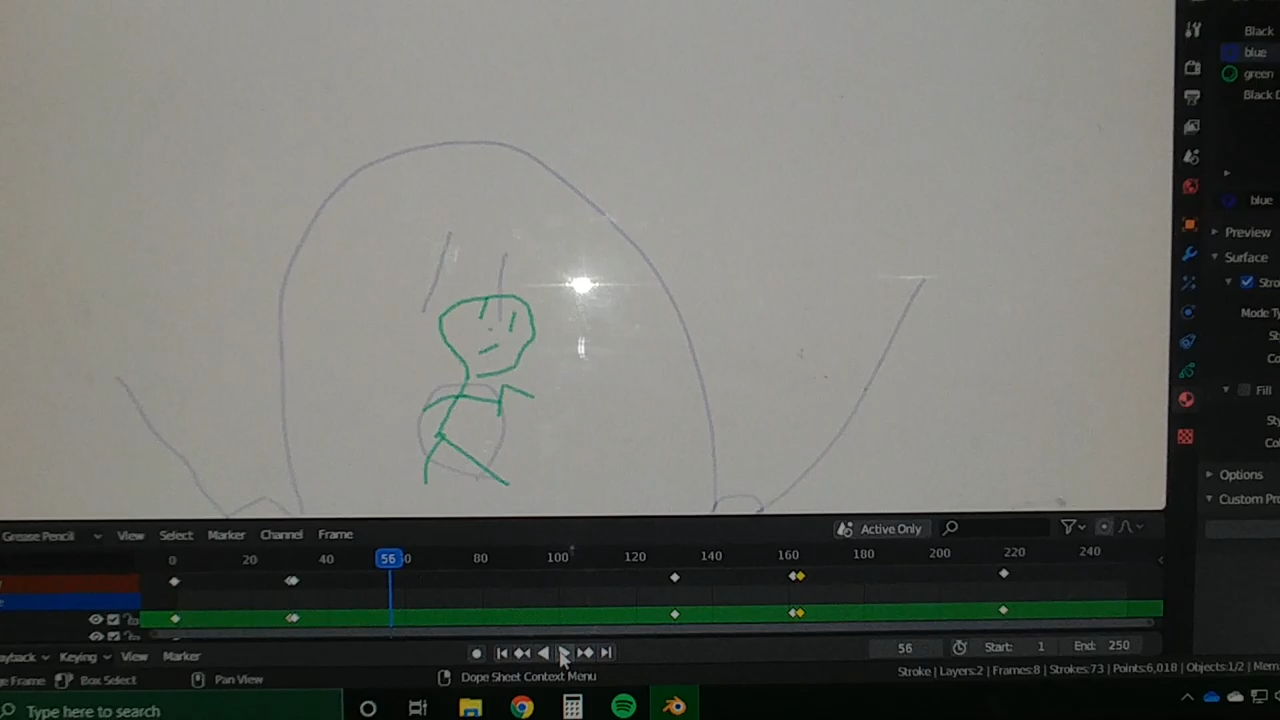 Black
blue
green
Black
blue
Preview
Surface
Mode
Fill
Options
Custom
Grease Pencil View Select Marker Channel Frame Active Only
0 20 40 56 80 100 120 140 160 180 200 220 240
Keying View Marker 56 Start: 1 End: 250
Box Select Pan View Dope Sheet Context Menu Stroke | Layers:2 | Frames:8 | Strokes:73 | Points:6,018 | Objects:1/2 |
Type here to search